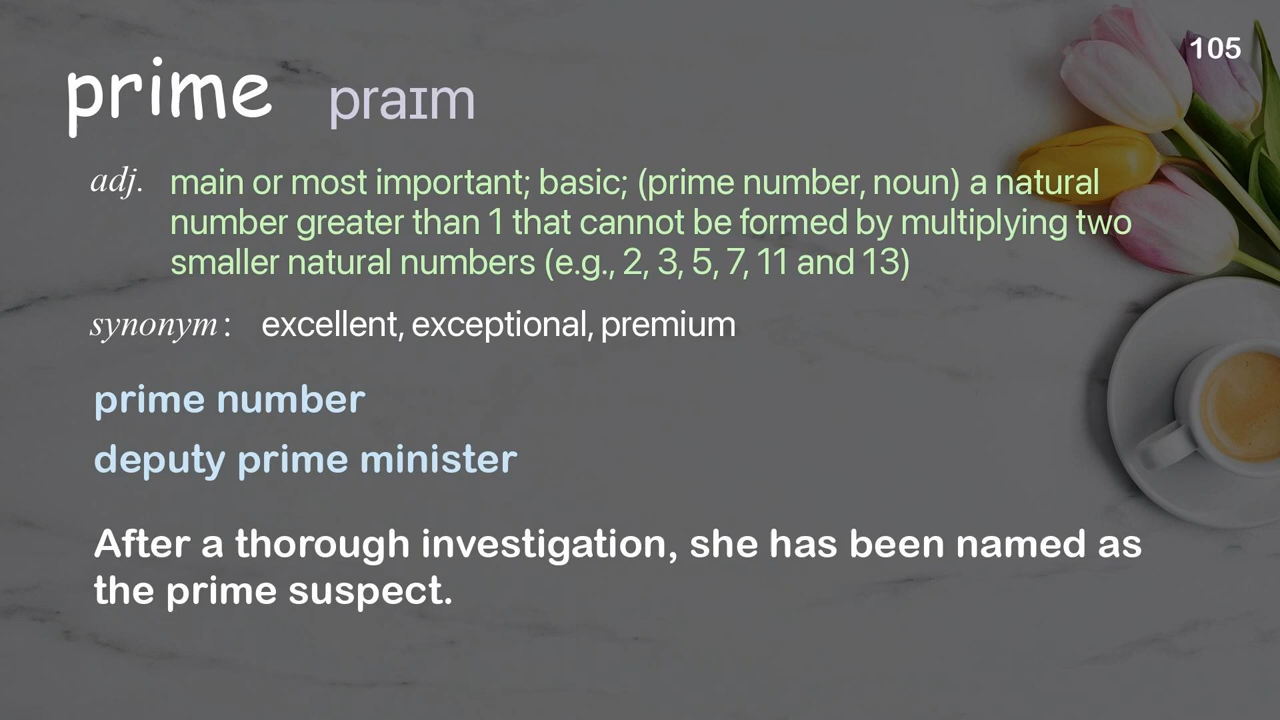 105
prime praɪm
adj. main or most important; basic; (prime number, noun) a natural
number greater than 1 that cannot be formed by multiplying two
smaller natural numbers (e.g., 2, 3, 5, 7, 11 and 13)
synonym: excellent, exceptional, premium
prime number
deputy prime minister
After a thorough investigation, she has been named as
the prime suspect.